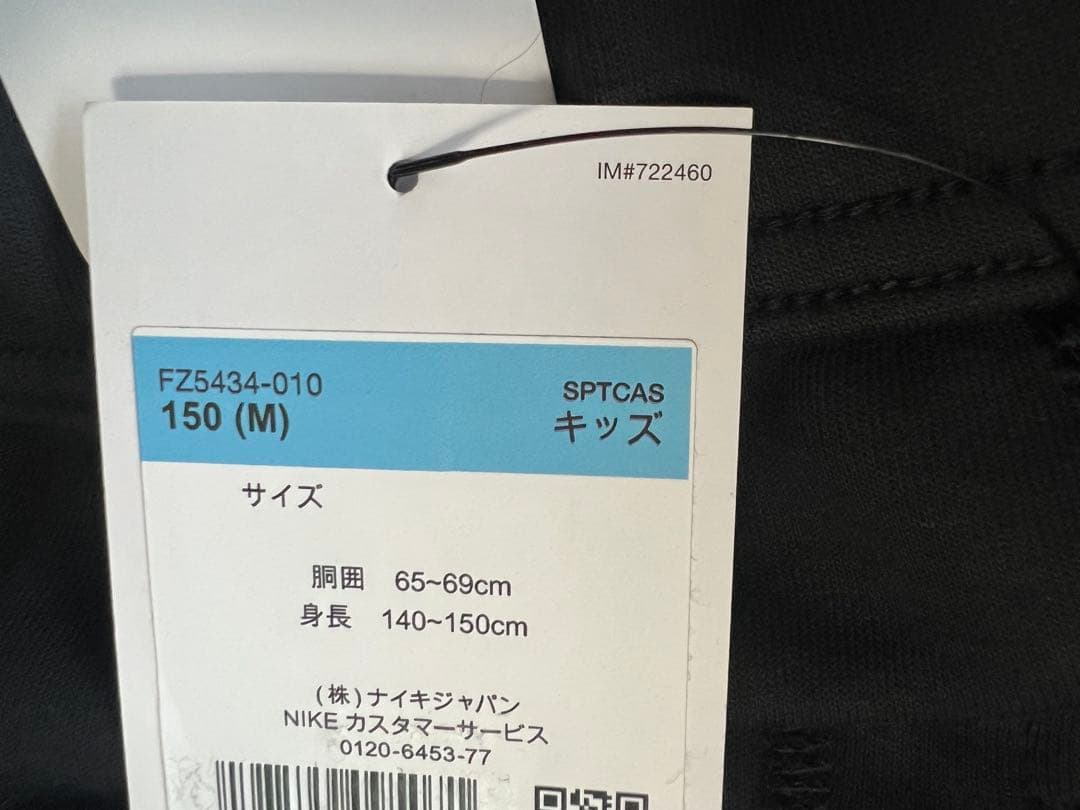 IM#722460
FZ5434-010
150 (M)
SPTCAS
キッズ
サイズ
胴囲 65~69cm
身長 140~150cm
(株)ナイキジャパン
NIKE カスタマーサービス
0120-6453-77